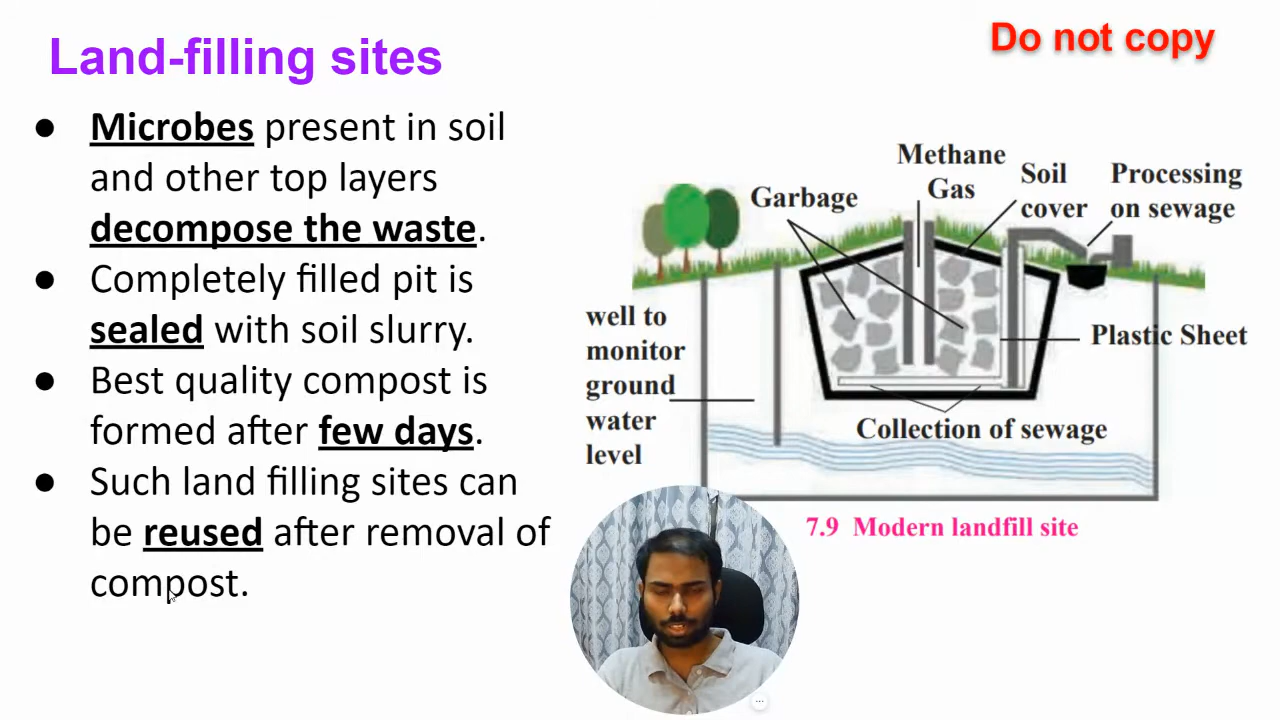 Land-filling sites
Do not copy
● Microbes present in soil
and other top layers
decompose the waste.
● Completely filled pit is
sealed with soil slurry.
● Best quality compost is
formed after few days.
● Such land filling sites can
be reused after removal of
compost.
Methane
Gas
Garbage
Soil
cover
Processing
on sewage
well to
monitor
ground
water
level
Plastic Sheet
Collection of sewage
7.9 Modern landfill site